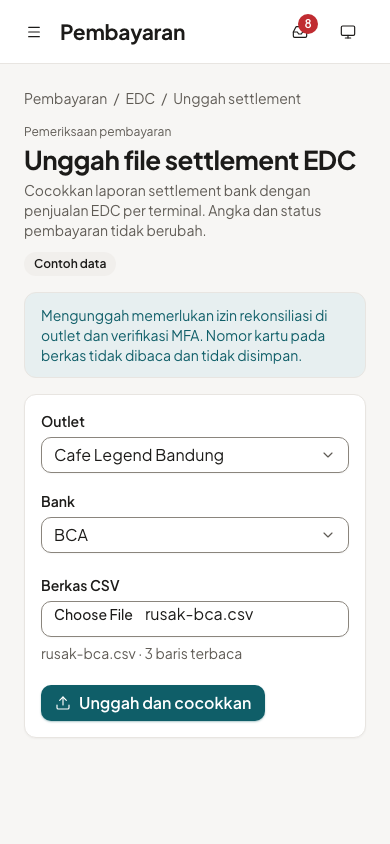 Pembayaran
8
Pembayaran / EDC / Unggah settlement
Pemeriksaan pembayaran
Unggah file settlement EDC
Cocokkan laporan settlement bank dengan
penjualan EDC per terminal. Angka dan status
pembayaran tidak berubah.
Contoh data
Mengunggah memerlukan izin rekonsiliasi di
outlet dan verifikasi MFA. Nomor kartu pada
berkas tidak dibaca dan tidak disimpan.
Outlet
Cafe Legend Bandung
Bank
BCA
Berkas CSV
Choose File rusak-bca.csv
rusak-bca.csv · 3 baris terbaca
Unggah dan cocokkan